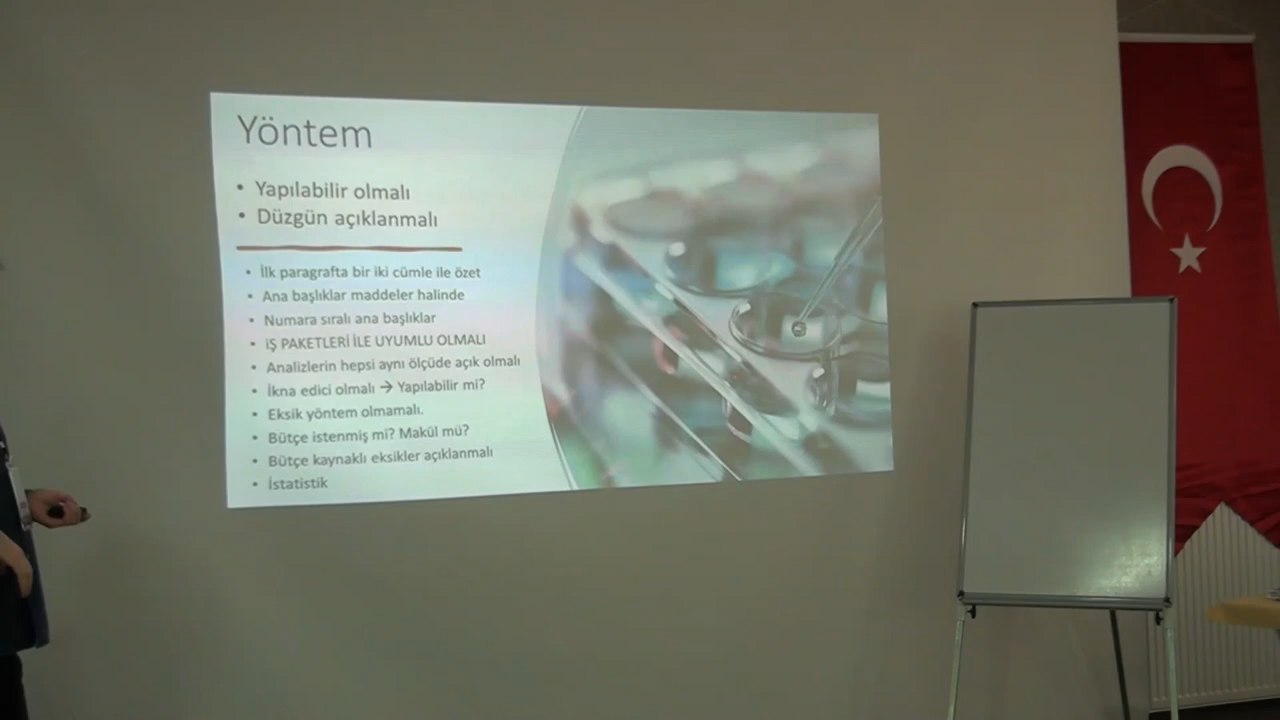 Yöntem
• Yapılabilir olmalı
• Düzgün açıklanmalı
• İlk paragrafta bir iki cümle ile özet
• Ana başlıklar maddeler halinde
• Numara sıralı ana başlıklar
• İŞ PAKETLERİ İLE UYUMLU OLMALI
• Analizlerin hepsi aynı ölçüde açık olmalı
• İkna edici olmalı → Yapılabilir mi?
• Eksik yöntem olmamalı.
• Bütçe istenmiş mi? Makül mü?
• Bütçe kaynaklı eksikler açıklanmalı
• İstatistik